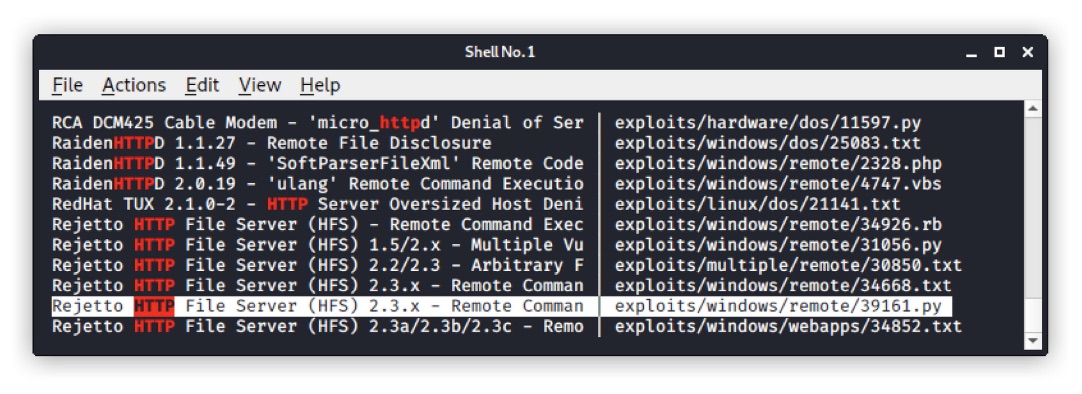 Shell No. 1
File Actions Edit View Help
RCA DCM425 Cable Modem - 'micro_httpd' Denial of Ser | exploits/hardware/dos/11597.py
RaidenHTTPD 1.1.27 - Remote File Disclosure | exploits/windows/dos/25083.txt
RaidenHTTPD 1.1.49 - 'SoftParserFileXml' Remote Code | exploits/windows/remote/2328.php
RaidenHTTPD 2.0.19 - 'ulang' Remote Command Executio | exploits/windows/remote/4747.vbs
RedHat TUX 2.1.0-2 - HTTP Server Oversized Host Deni | exploits/linux/dos/21141.txt
Rejetto HTTP File Server (HFS) - Remote Command Exec | exploits/windows/remote/34926.rb
Rejetto HTTP File Server (HFS) 1.5/2.x - Multiple Vu | exploits/windows/remote/31056.py
Rejetto HTTP File Server (HFS) 2.2/2.3 - Arbitrary F | exploits/multiple/remote/30850.txt
Rejetto HTTP File Server (HFS) 2.3.x - Remote Comman | exploits/windows/remote/34668.txt
Rejetto HTTP File Server (HFS) 2.3.x - Remote Comman | exploits/windows/remote/39161.py
Rejetto HTTP File Server (HFS) 2.3a/2.3b/2.3c - Remo | exploits/windows/webapps/34852.txt